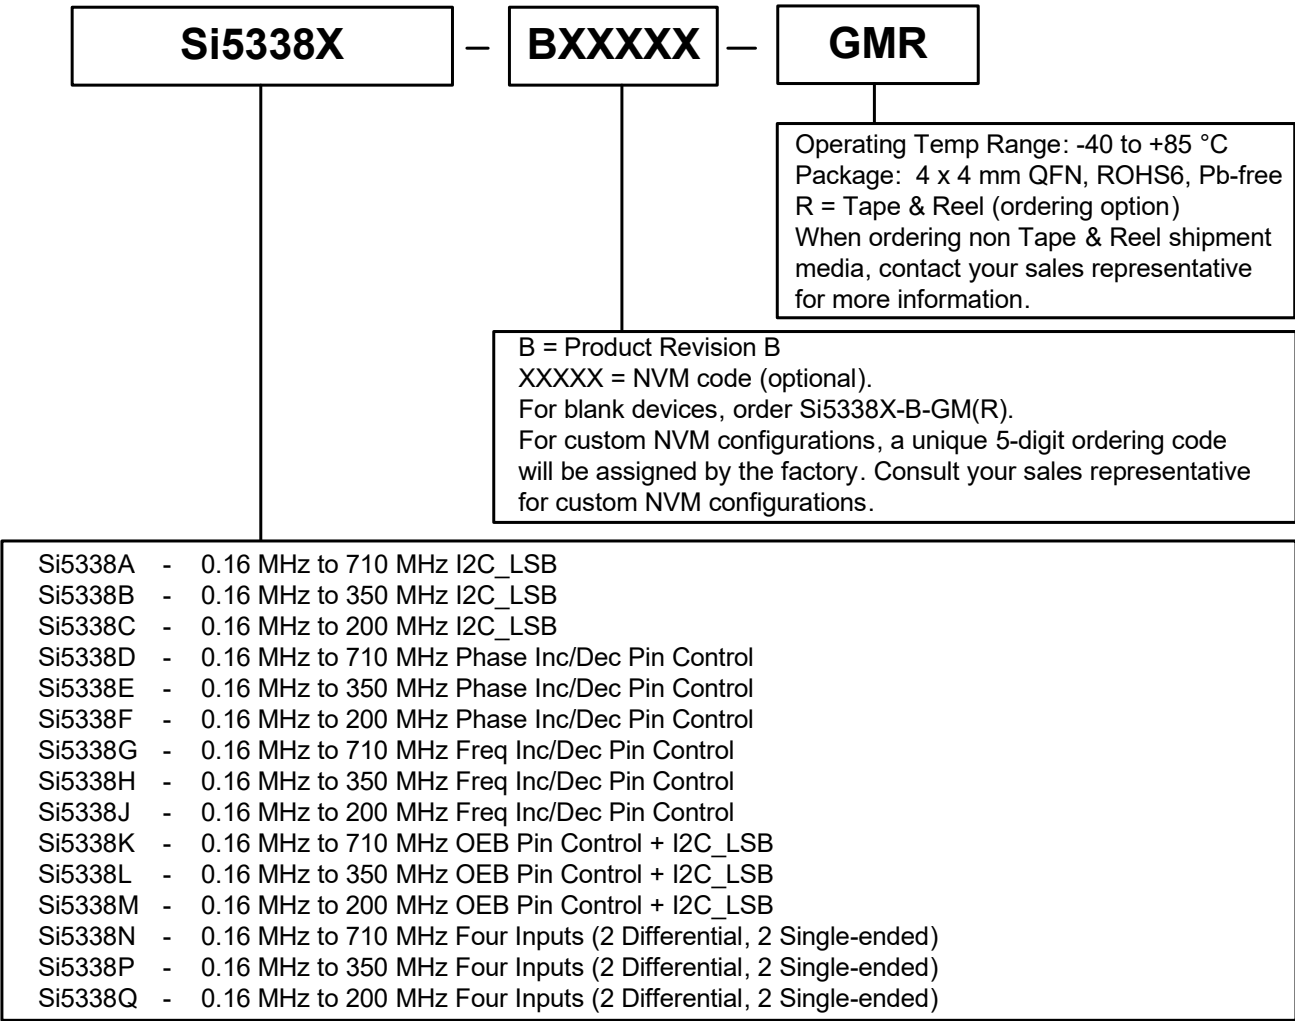 Si5338X – BXXXXX – GMR
Operating Temp Range: -40 to +85 °C
Package: 4 x 4 mm QFN, ROHS6, Pb-free
R = Tape & Reel (ordering option)
When ordering non Tape & Reel shipment
media, contact your sales representative
for more information.
B = Product Revision B
XXXXX = NVM code (optional).
For blank devices, order Si5338X-B-GM(R).
For custom NVM configurations, a unique 5-digit ordering code
will be assigned by the factory. Consult your sales representative
for custom NVM configurations.
Si5338A - 0.16 MHz to 710 MHz I2C_LSB
Si5338B - 0.16 MHz to 350 MHz I2C_LSB
Si5338C - 0.16 MHz to 200 MHz I2C_LSB
Si5338D - 0.16 MHz to 710 MHz Phase Inc/Dec Pin Control
Si5338E - 0.16 MHz to 350 MHz Phase Inc/Dec Pin Control
Si5338F - 0.16 MHz to 200 MHz Phase Inc/Dec Pin Control
Si5338G - 0.16 MHz to 710 MHz Freq Inc/Dec Pin Control
Si5338H - 0.16 MHz to 350 MHz Freq Inc/Dec Pin Control
Si5338J - 0.16 MHz to 200 MHz Freq Inc/Dec Pin Control
Si5338K - 0.16 MHz to 710 MHz OEB Pin Control + I2C_LSB
Si5338L - 0.16 MHz to 350 MHz OEB Pin Control + I2C_LSB
Si5338M - 0.16 MHz to 200 MHz OEB Pin Control + I2C_LSB
Si5338N - 0.16 MHz to 710 MHz Four Inputs (2 Differential, 2 Single-ended)
Si5338P - 0.16 MHz to 350 MHz Four Inputs (2 Differential, 2 Single-ended)
Si5338Q - 0.16 MHz to 200 MHz Four Inputs (2 Differential, 2 Single-ended)